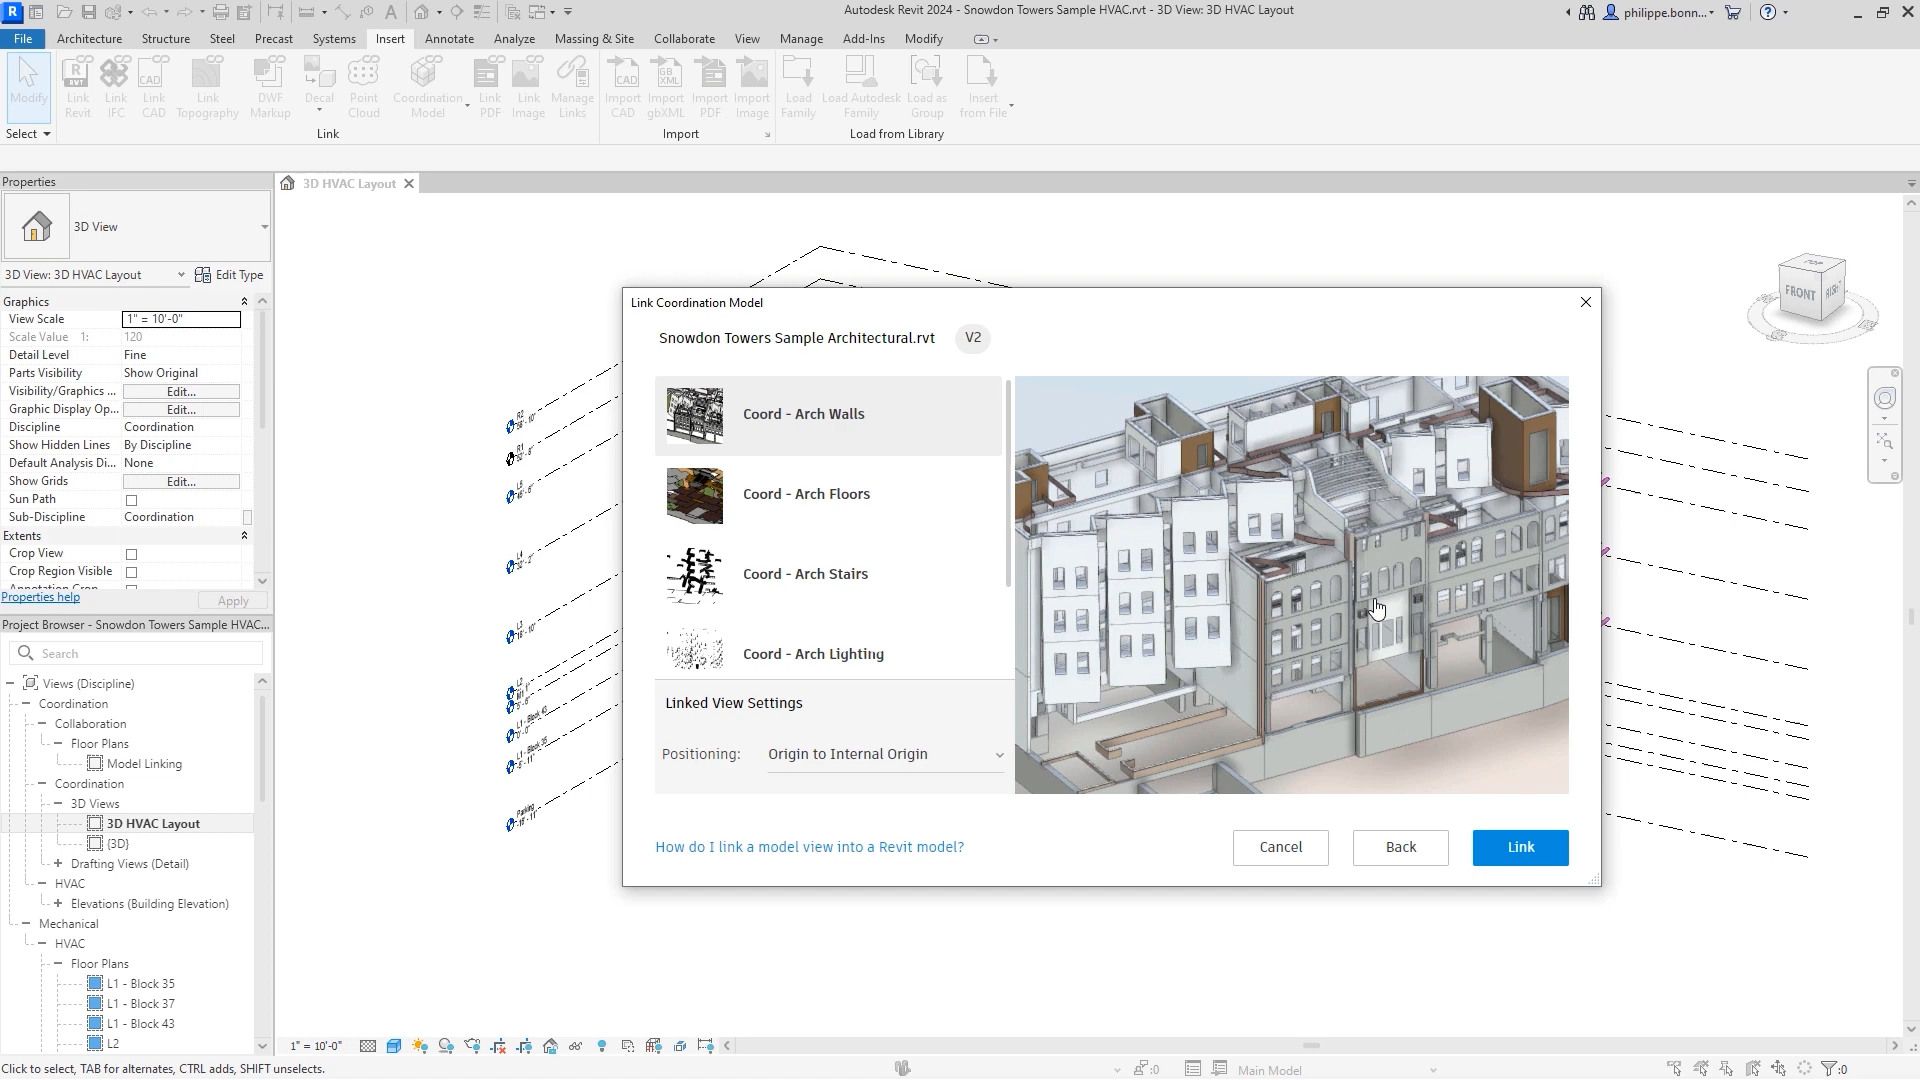 Autodesk Revit 2024 - Snowdon Towers Sample HVAC.rvt - 3D View: 3D HVAC Layout
philippe.bonn...
File Architecture Structure Steel Precast Systems Insert Annotate Analyze Massing & Site Collaborate View Manage Add-Ins Modify
Modify
Link Revit
Link IFC
Link CAD
Link Topography
DWF Markup
Decal
Point Cloud
Coordination Model
Link PDF
Link Image
Manage Links
Import CAD
Import gbXML
Import PDF
Import Image
Load Family
Load Autodesk Family
Load as Group
Insert from File
Select
Link
Import
Load from Library
Properties
3D HVAC Layout
3D View
3D View: 3D HVAC Layout Edit Type
Graphics
View Scale 1" = 10'-0"
Scale Value 1: 120
Detail Level Fine
Parts Visibility Show Original
Visibility/Graphics ... Edit...
Graphic Display Op... Edit...
Discipline Coordination
Show Hidden Lines By Discipline
Default Analysis Di... None
Show Grids Edit...
Sun Path
Sub-Discipline Coordination
Extents
Crop View
Crop Region Visible
Properties help Apply
Project Browser - Snowdon Towers Sample HVAC...
Search
Views (Discipline)
Coordination
Collaboration
Floor Plans
Model Linking
Coordination
3D Views
3D HVAC Layout
{3D}
Drafting Views (Detail)
HVAC
Elevations (Building Elevation)
Mechanical
HVAC
Floor Plans
L1 - Block 35
L1 - Block 37
L1 - Block 43
L2
FRONT
Link Coordination Model
Snowdon Towers Sample Architectural.rvt V2
Coord - Arch Walls
Coord - Arch Floors
Coord - Arch Stairs
Coord - Arch Lighting
Linked View Settings
Positioning: Origin to Internal Origin
How do I link a model view into a Revit model?
Cancel Back Link
1" = 10'-0"
Click to select, TAB for alternates, CTRL adds, SHIFT unselects.
:0
Main Model
:0